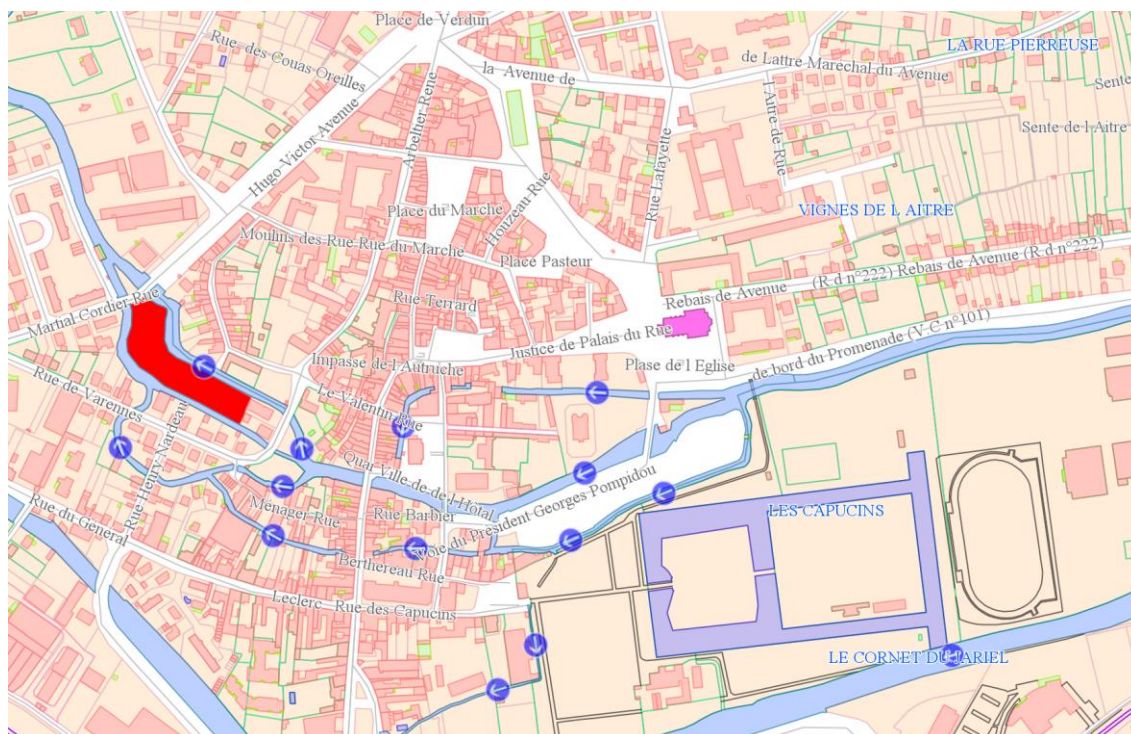 Place de Verdun
Rue des Couas Oreilles
la Avenue de
LA RUE PIERREUSE
de Lattre Marechal du Avenue
Sente
Sente de l Aitre
l Aitre de Rue
Arbeltier Rene
Hugo Victor Avenue
Rue Lafayette
Place du Marche
Houzeau Rue
VIGNES DE L AITRE
Moulins des Rue Rue du Marché
Place Pasteur
(R d n°222) Rebais de Avenue (R d n°222)
Rebais de Avenue
Martial Cordier Rue
Rue Terrard
Justice de Palais du Rue
de bord du Promenade (V C n°101)
Impasse de l Autruche
Plase de l Eglise
Rue de Varennes
Le Valentin Rue
Rue Henry Nardeau
Quai Ville de de l Hôtal
Voie du Président Georges Pompidou
LES CAPUCINS
Rue du General
Ménager Rue
Rue Barbier
Berthereau Rue
Leclerc Rue des Capucins
LE CORNET DU JARIEL